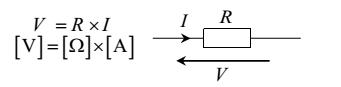 V = R × I
[V]=[Ω]×[A]
I
R
V